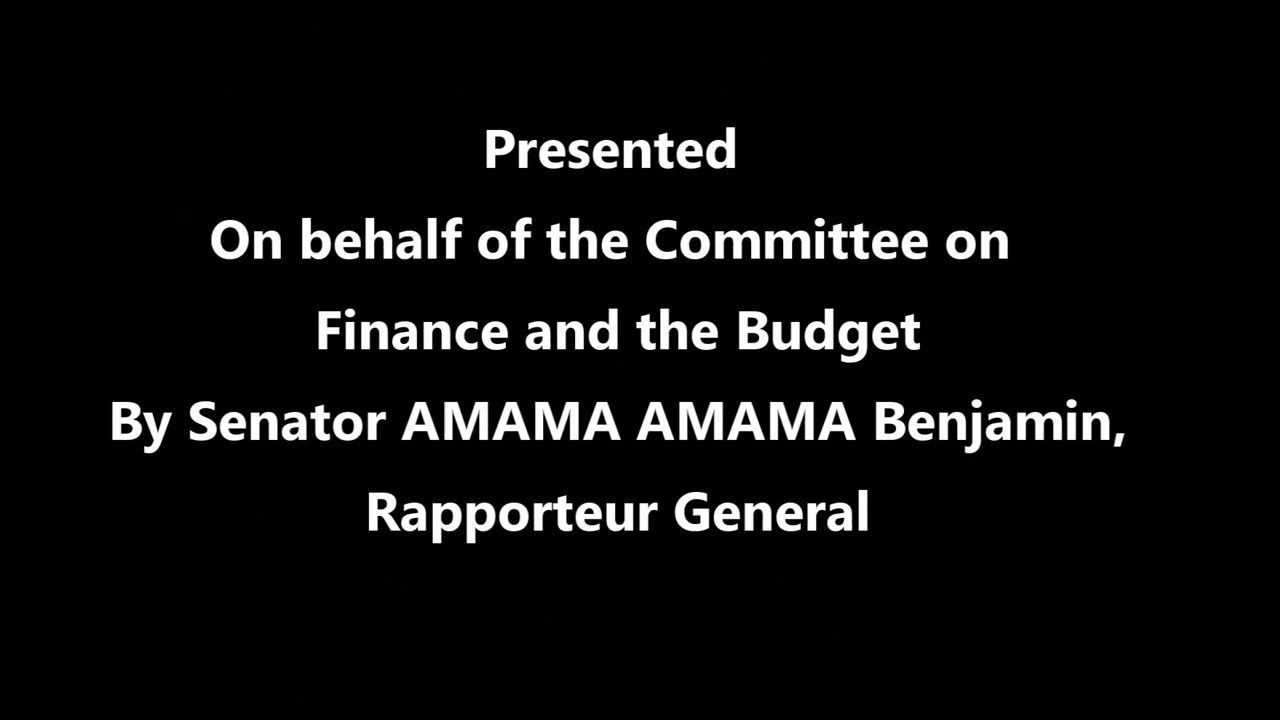 Presented
On behalf of the Committee on
Finance and the Budget
By Senator AMAMA AMAMA Benjamin,
Rapporteur General